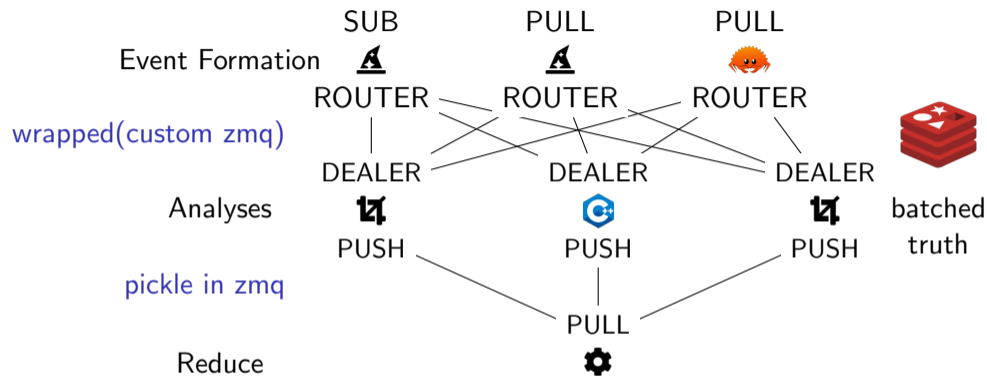 SUB PULL PULL
Event Formation
ROUTER ROUTER ROUTER
wrapped(custom zmq)
DEALER DEALER DEALER
Analyses C++ batched
PUSH PUSH PUSH truth
pickle in zmq
PULL
Reduce